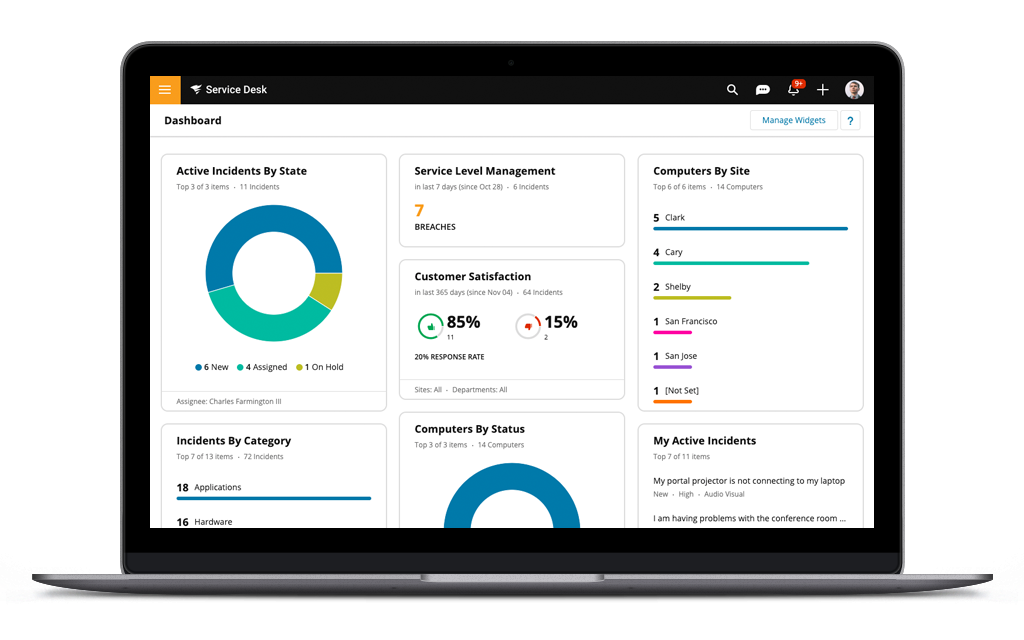 Service Desk
9+
Dashboard
Manage Widgets
?
Active Incidents By State
Top 3 of 3 items - 11 Incidents
6 New 4 Assigned 1 On Hold
Assignee: Charles Farmington III
Incidents By Category
Top 7 of 13 items - 72 Incidents
18 Applications
16 Hardware
Service Level Management
in last 7 days (since Oct 28) - 6 Incidents
7
BREACHES
Customer Satisfaction
in last 365 days (since Nov 04) - 64 Incidents
85%
11
15%
2
20% RESPONSE RATE
Sites: All - Departments: All
Computers By Status
Top 3 of 3 items - 14 Computers
Computers By Site
Top 6 of 6 items - 14 Computers
5 Clark
4 Cary
2 Shelby
1 San Francisco
1 San Jose
1 [Not Set]
My Active Incidents
Top 7 of 11 items
My portal projector is not connecting to my laptop
New - High - Audio Visual
I am having problems with the conference room ...